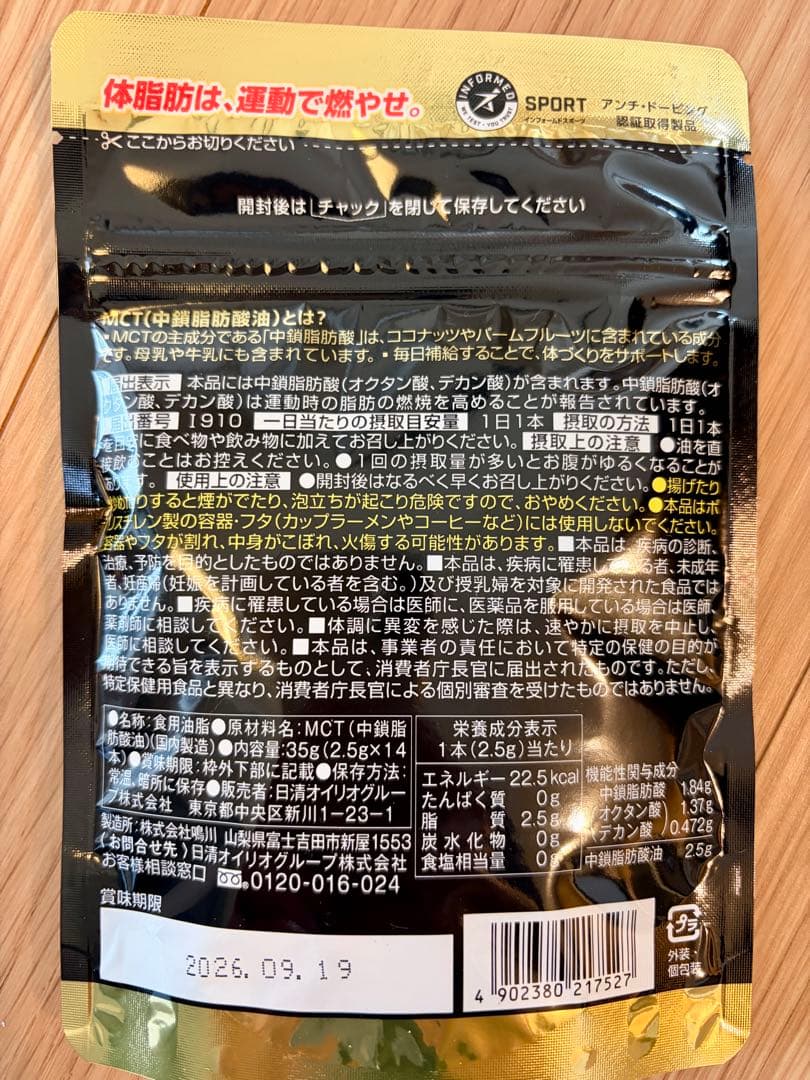 体脂肪は、運動で燃やせ。
INFORMED
WE TEST・YOU TRUST
SPORT
インフォームドスポーツ
アンチ・ドーピング
認証取得製品
ここからお切りください
開封後は チャック を閉じて保存してください
MCT(中鎖脂肪酸油)とは?
▪MCTの主成分である「中鎖脂肪酸」は、ココナッツやパームフルーツに含まれている成分
です。母乳や牛乳にも含まれています。▪毎日補給することで、体づくりをサポートします。
届出表示 本品には中鎖脂肪酸(オクタン酸、デカン酸)が含まれます。中鎖脂肪酸(オ
クタン酸、デカン酸)は運動時の脂肪の燃焼を高めることが報告されています。
届出番号 I910 一日当たりの摂取目安量 1日1本 摂取の方法 1日1本
を目安に食べ物や飲み物に加えてお召し上がりください。 摂取上の注意 ●油を直
接飲むことはお控えください。●1回の摂取量が多いとお腹がゆるくなることが
あります。 使用上の注意 ●開封後はなるべく早くお召し上がりください。●揚げたり
炒めたりすると煙がでたり、泡立ちが起こり危険ですので、おやめください。●本品はポ
リスチレン製の容器・フタ(カップラーメンやコーヒーなど)には使用しないでください。
容器やフタが割れ、中身がこぼれ、火傷する可能性があります。■本品は、疾病の診断、
治療、予防を目的としたものではありません。■本品は、疾病に罹患している者、未成年
者、妊産婦(妊娠を計画している者を含む。)及び授乳婦を対象に開発された食品では
ありません。■疾病に罹患している場合は医師に、医薬品を服用している場合は医師、
薬剤師に相談してください。■体調に異変を感じた際は、速やかに摂取を中止し、
医師に相談してください。■本品は、事業者の責任において特定の保健の目的が
期待できる旨を表示するものとして、消費者庁長官に届出されたものです。ただし、
特定保健用食品と異なり、消費者庁長官による個別審査を受けたものではありません。
●名称:食用油脂●原材料名:MCT(中鎖脂
肪酸油)(国内製造)●内容量:35g(2.5g×14
本)●賞味期限:枠外下部に記載●保存方法:
常温、暗所に保存●販売者:日清オイリオグルー
プ株式会社 東京都中央区新川1-23-1
製造所:株式会社鳴川 山梨県富士吉田市新屋1553
〈お問合せ先〉日清オイリオグループ株式会社
お客様相談窓口 0120-016-024
栄養成分表示
1本(2.5g)当たり
エネルギー 22.5kcal
たんぱく質 0g
脂質 2.5g
炭水化物 0g
食塩相当量 0g
機能性関与成分
中鎖脂肪酸 1.84g
(オクタン酸 1.37g
デカン酸) 0.472g
中鎖脂肪酸油 2.5g
賞味期限
2026.09.19
4 902380 217527
プラ
外装・
個包装